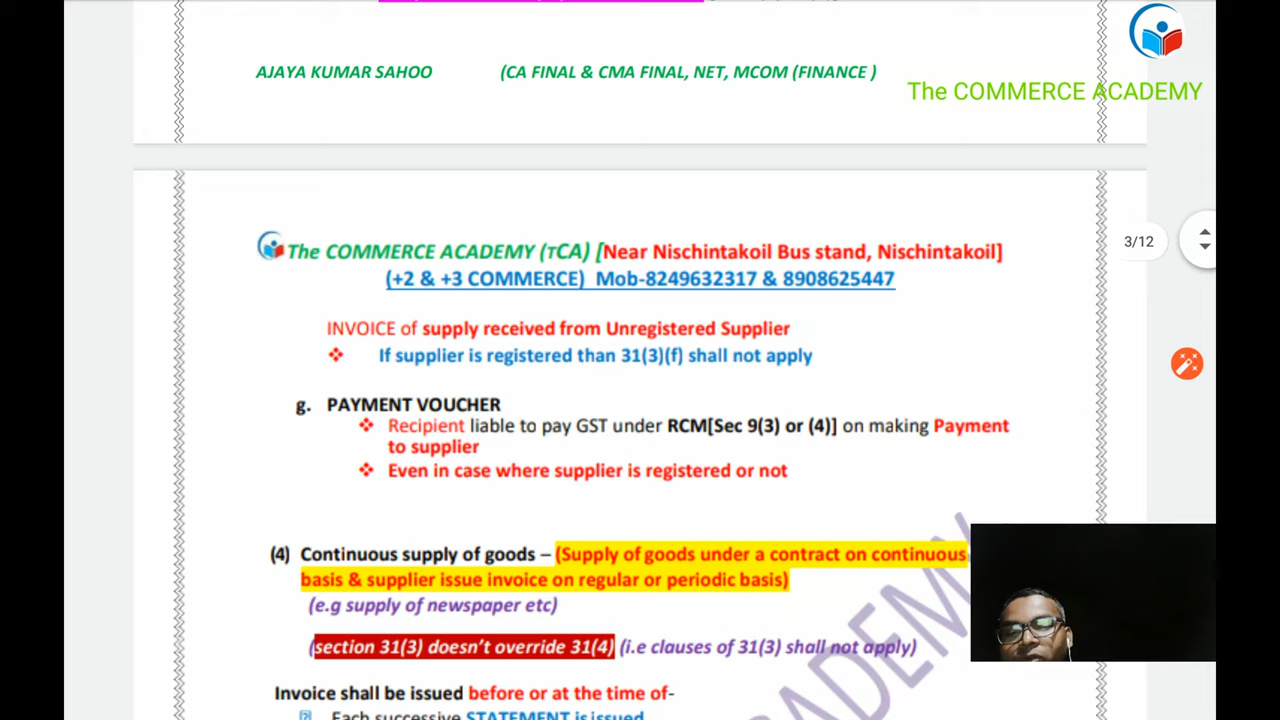 AJAYA KUMAR SAHOO (CA FINAL & CMA FINAL, NET, MCOM (FINANCE )
The COMMERCE ACADEMY
3/12
The COMMERCE ACADEMY (TCA) [Near Nischintakoil Bus stand, Nischintakoil]
(+2 & +3 COMMERCE) Mob-8249632317 & 8908625447
INVOICE of supply received from Unregistered Supplier
❖ If supplier is registered than 31(3)(f) shall not apply
g. PAYMENT VOUCHER
❖ Recipient liable to pay GST under RCM[Sec 9(3) or (4)] on making Payment
to supplier
❖ Even in case where supplier is registered or not
(4) Continuous supply of goods – (Supply of goods under a contract on continuous
basis & supplier issue invoice on regular or periodic basis)
(e.g supply of newspaper etc)
(section 31(3) doesn't override 31(4) (i.e clauses of 31(3) shall not apply)
Invoice shall be issued before or at the time of-
Each successive STATEMENT is issued